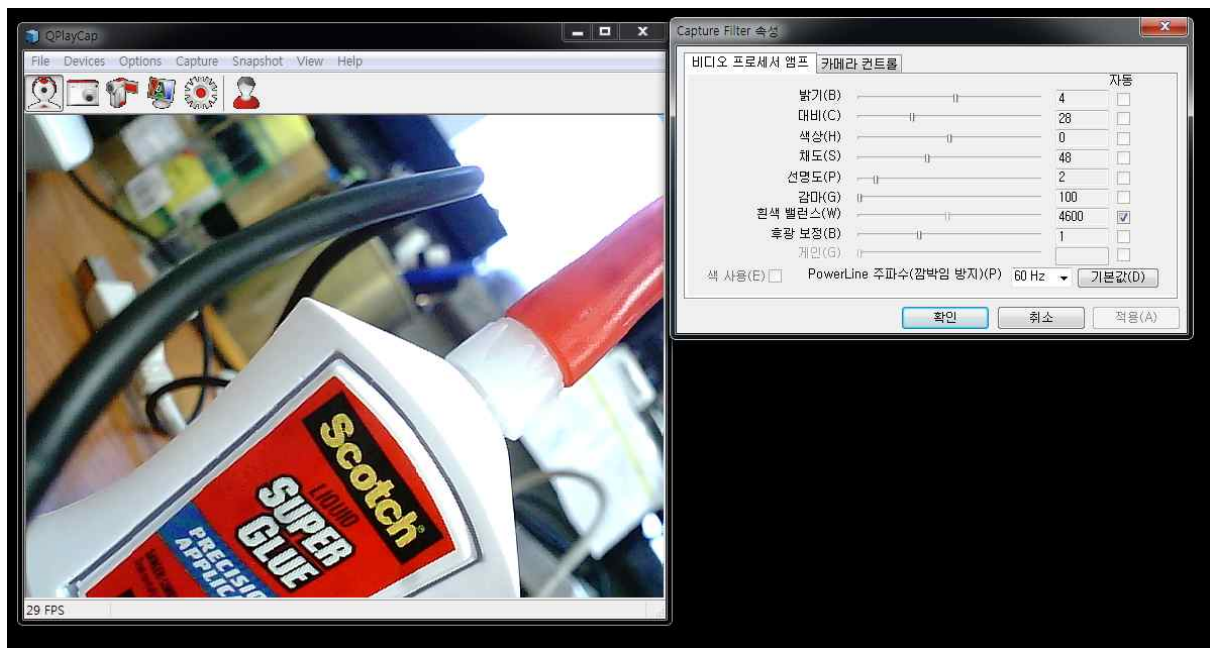 QPlayCap
File Devices Options Capture Snapshot View Help
Scotch®
LIQUID
SUPER
GLUE
PRECISIO
APPLIC
29 FPS
Capture Filter 속성
비디오 프로세서 앰프 카메라 컨트롤
자동
밝기(B) 4
대비(C) 28
색상(H) 0
채도(S) 48
선명도(P) 2
감마(G) 100
흰색 밸런스(W) 4600
후광 보정(B) 1
게인(G)
색 사용(E) PowerLine 주파수(깜박임 방지)(P) 60 Hz 기본값(D)
확인 취소 적용(A)